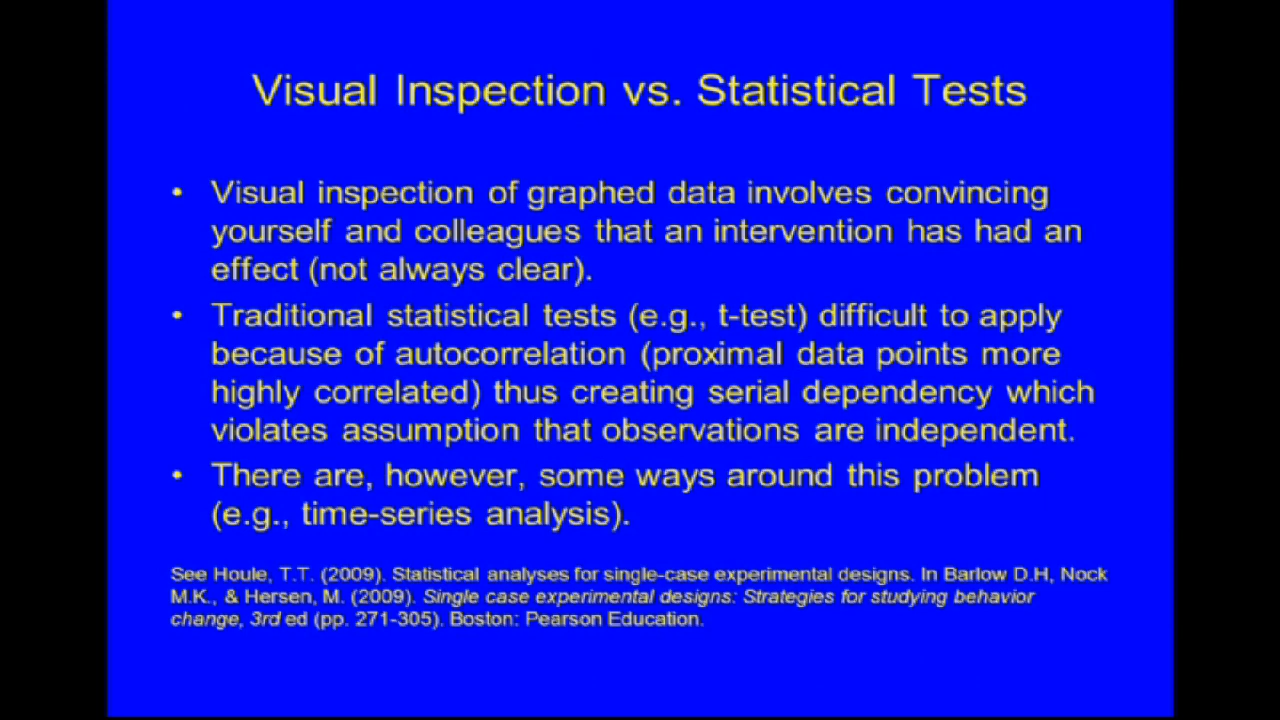 Visual Inspection vs. Statistical Tests
• Visual inspection of graphed data involves convincing
yourself and colleagues that an intervention has had an
effect (not always clear).
• Traditional statistical tests (e.g., t-test) difficult to apply
because of autocorrelation (proximal data points more
highly correlated) thus creating serial dependency which
violates assumption that observations are independent.
• There are, however, some ways around this problem
(e.g., time-series analysis).
See Houle, T.T. (2009). Statistical analyses for single-case experimental designs. In Barlow D.H, Nock
M.K., & Hersen, M. (2009). Single case experimental designs: Strategies for studying behavior
change, 3rd ed (pp. 271-305). Boston: Pearson Education.